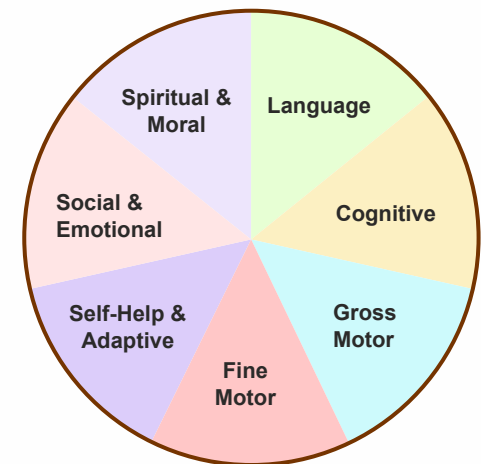 Spiritual &
Moral
Language
Social &
Emotional
Cognitive
Self-Help &
Adaptive
Gross
Motor
Fine
Motor